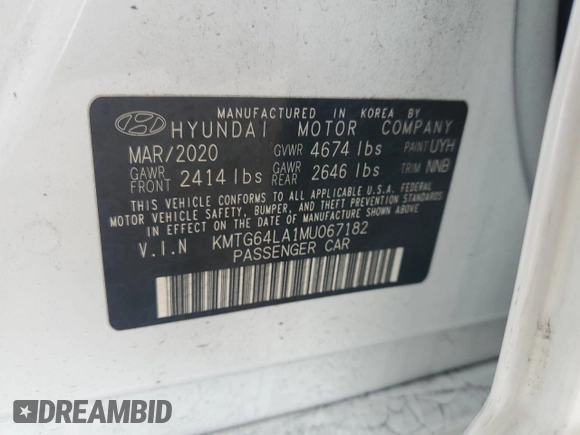 MANUFACTURED IN KOREA BY
HYUNDAI MOTOR COMPANY
MAR/2020 GVWR 4674 lbs PAINT UYH
GAWR FRONT 2414 lbs GAWR REAR 2646 lbs TRIM NNB
THIS VEHICLE CONFORMS TO ALL APPLICABLE U.S.A. FEDERAL
MOTOR VEHICLE SAFETY, BUMPER, AND THEFT PREVENTION STANDARDS
IN EFFECT ON THE DATE OF MANUFACTURE SHOWN ABOVE.
V.I.N KMTG64LA1MU067182
PASSENGER CAR
DREAMBID